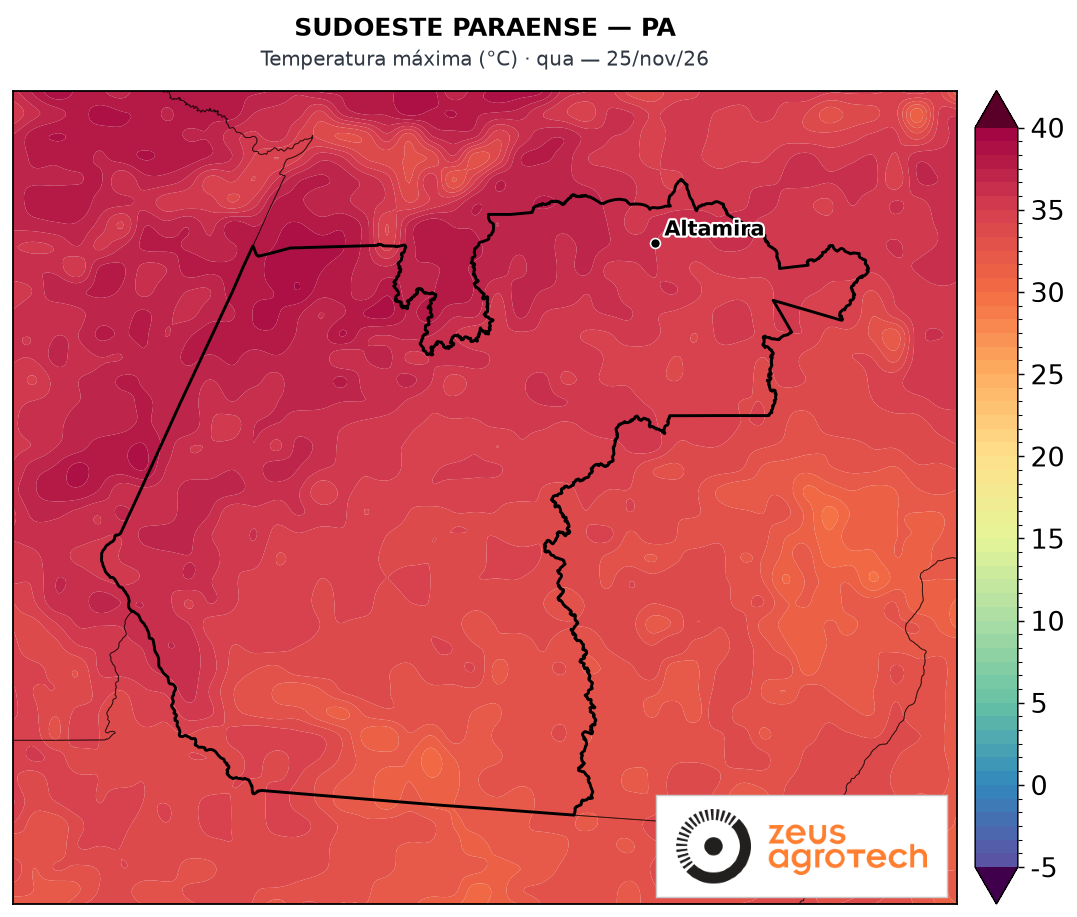 SUDOESTE PARAENSE — PA
Temperatura máxima (°C) · qua — 25/nov/26
40
35
30
25
20
15
10
5
0
-5
Altamira
zeus
agrotech